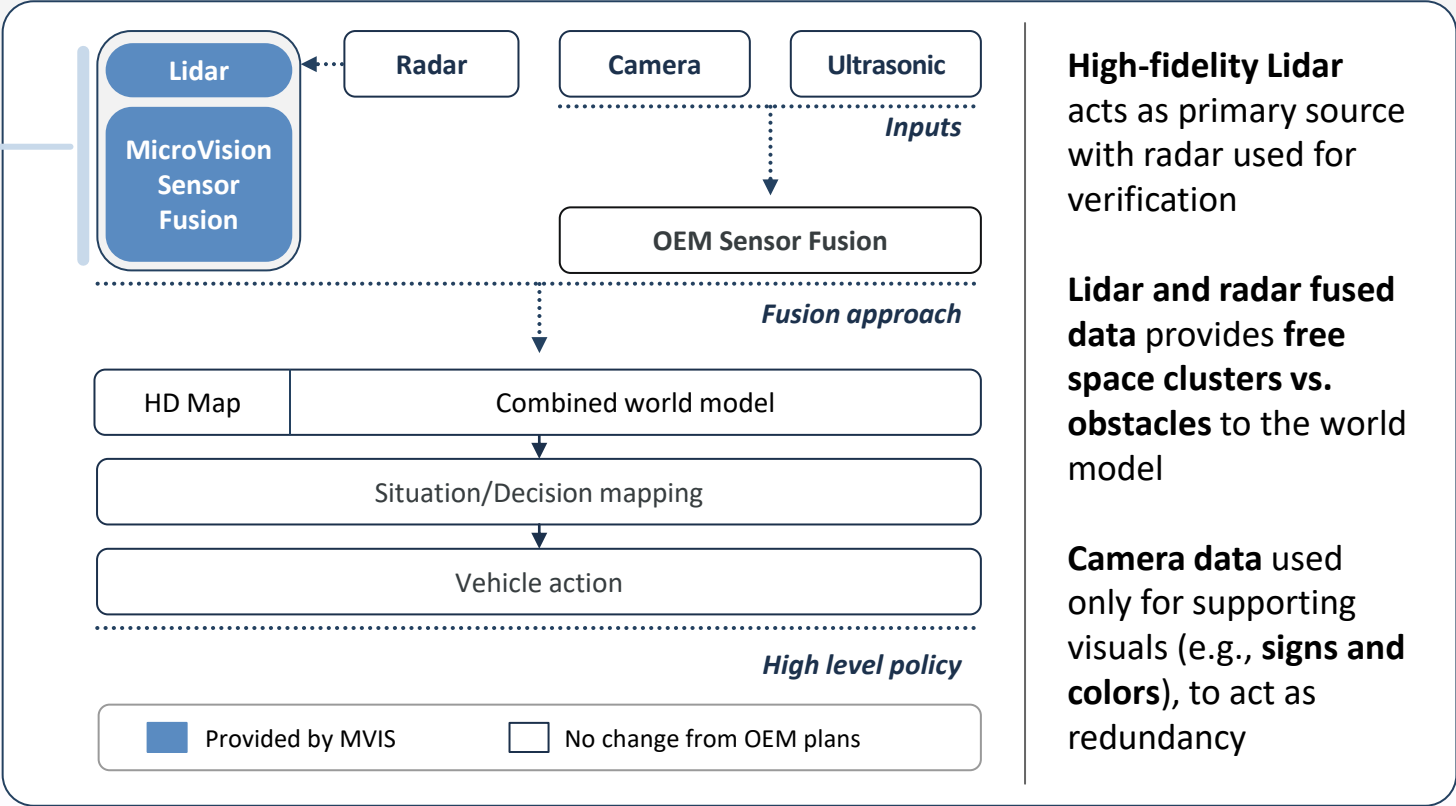 Lidar
MicroVision
Sensor
Fusion
Radar
Camera
Ultrasonic
Inputs
OEM Sensor Fusion
Fusion approach
HD Map
Combined world model
Situation/Decision mapping
Vehicle action
High level policy
Provided by MVIS
No change from OEM plans
High-fidelity Lidar
acts as primary source
with radar used for
verification
Lidar and radar fused
data provides free
space clusters vs.
obstacles to the world
model
Camera data used
only for supporting
visuals (e.g., signs and
colors), to act as
redundancy